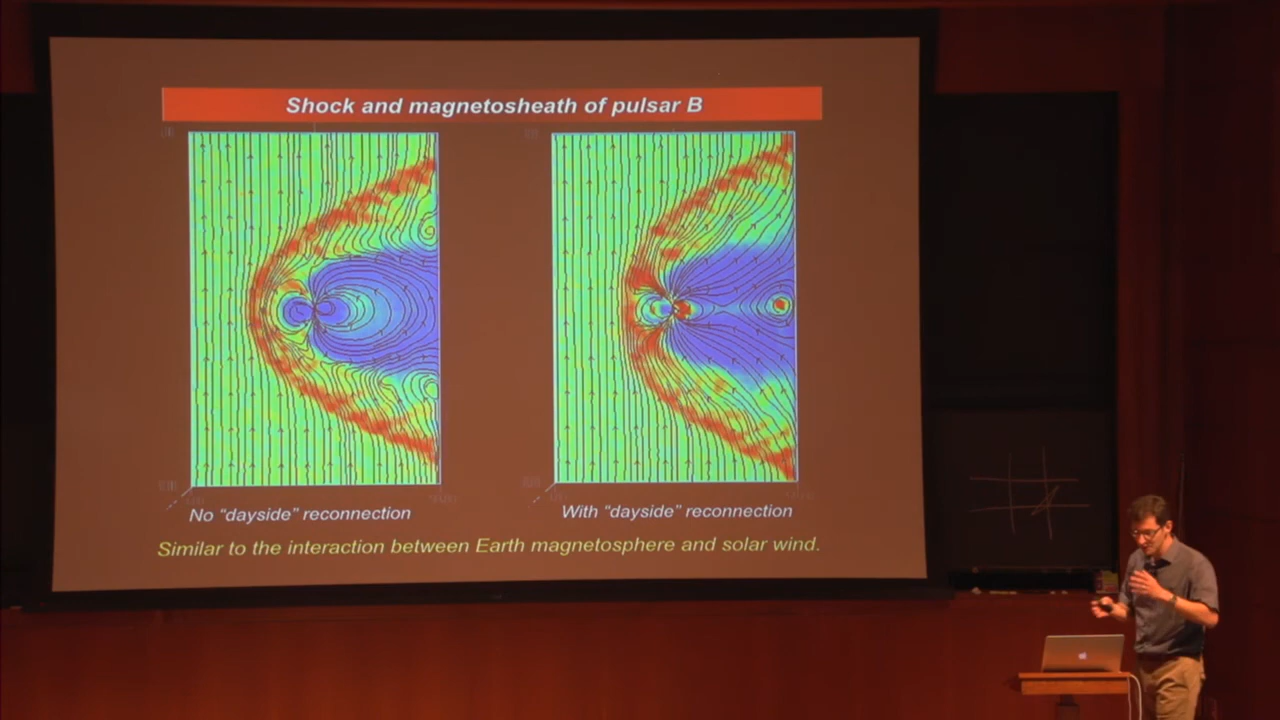 Shock and magnetosheath of pulsar B
No “dayside” reconnection
With “dayside” reconnection
Similar to the interaction between Earth magnetosphere and solar wind.